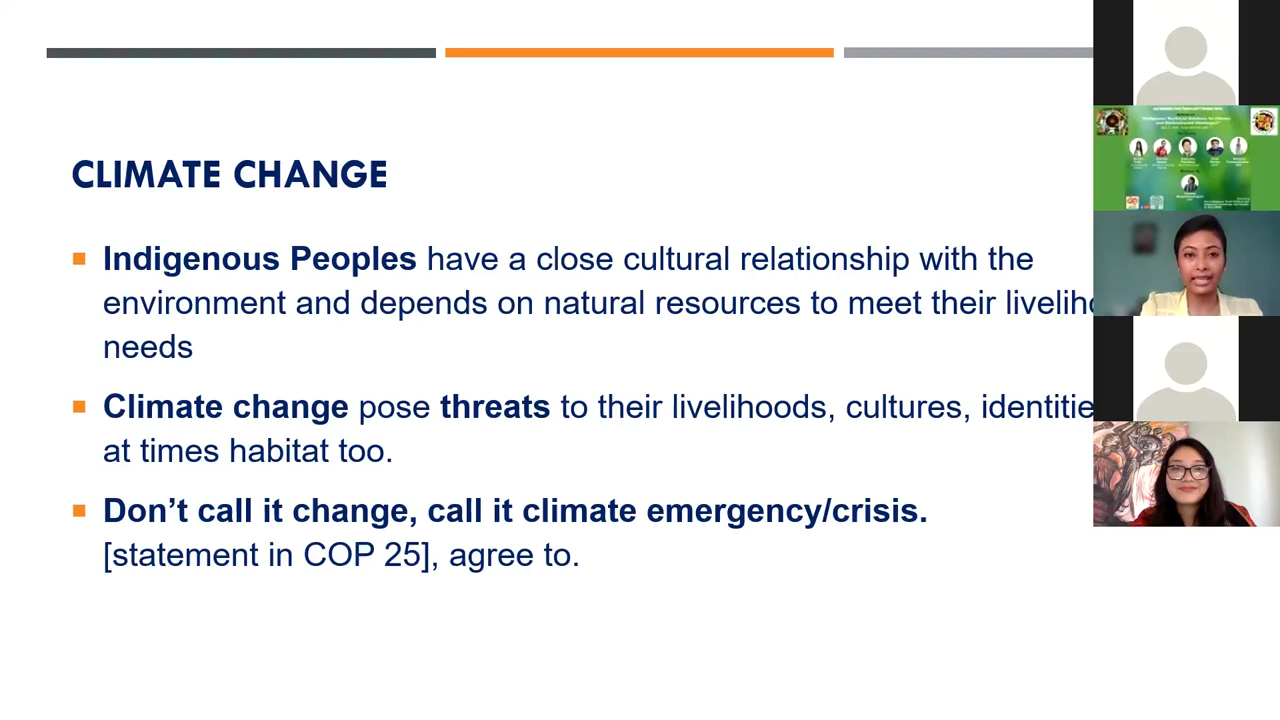 CLIMATE CHANGE
Indigenous Peoples have a close cultural relationship with the
environment and depends on natural resources to meet their
needs
Climate change pose threats to their livelihoods, cultures,
at times habitat too.
Don't call it change, call it climate emergency/crisis.
[statement in COP 25], agree to.